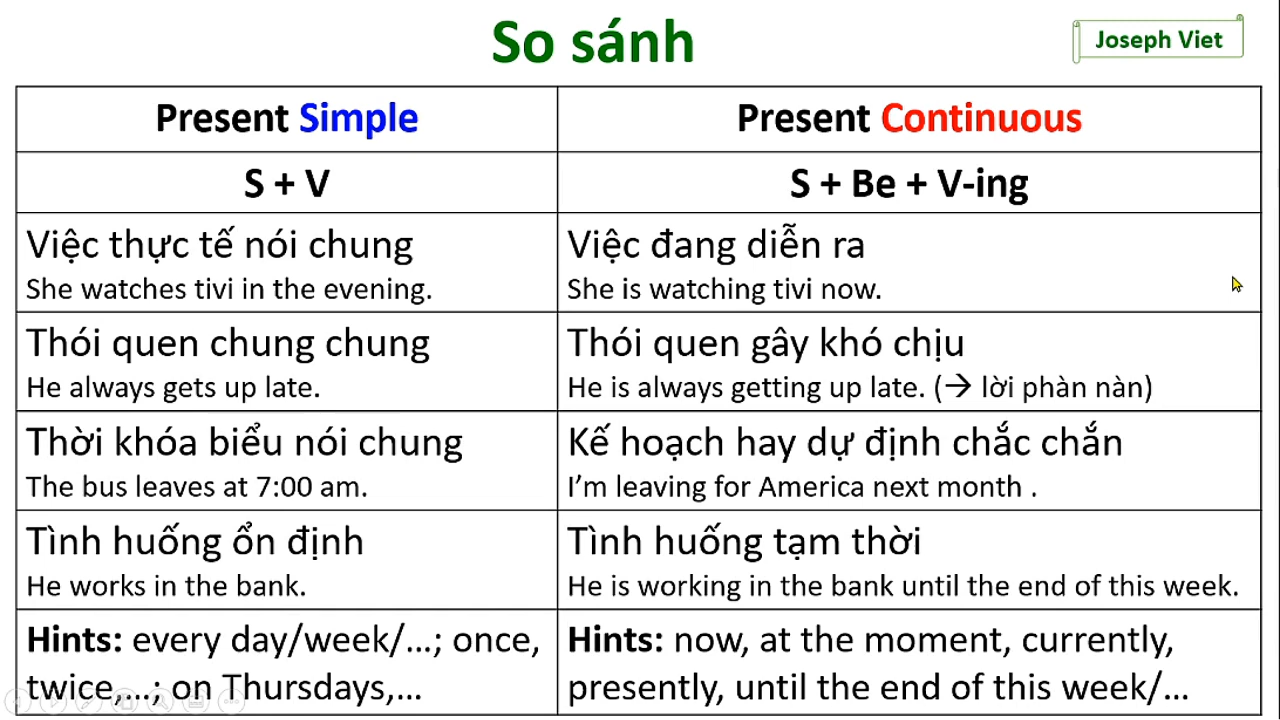 So sánh
Joseph Viet
Present Simple
Present Continuous
S + V
S + Be + V-ing
Việc thực tế nói chung
She watches tivi in the evening.
Việc đang diễn ra
She is watching tivi now.
Thói quen chung chung
He always gets up late.
Thói quen gây khó chịu
He is always getting up late. (→ lời phàn nàn)
Thời khóa biểu nói chung
The bus leaves at 7:00 am.
Kế hoạch hay dự định chắc chắn
I’m leaving for America next month .
Tình huống ổn định
He works in the bank.
Tình huống tạm thời
He is working in the bank until the end of this week.
Hints: every day/week/…; once,
twice,…; on Thursdays,…
Hints: now, at the moment, currently,
presently, until the end of this week/…